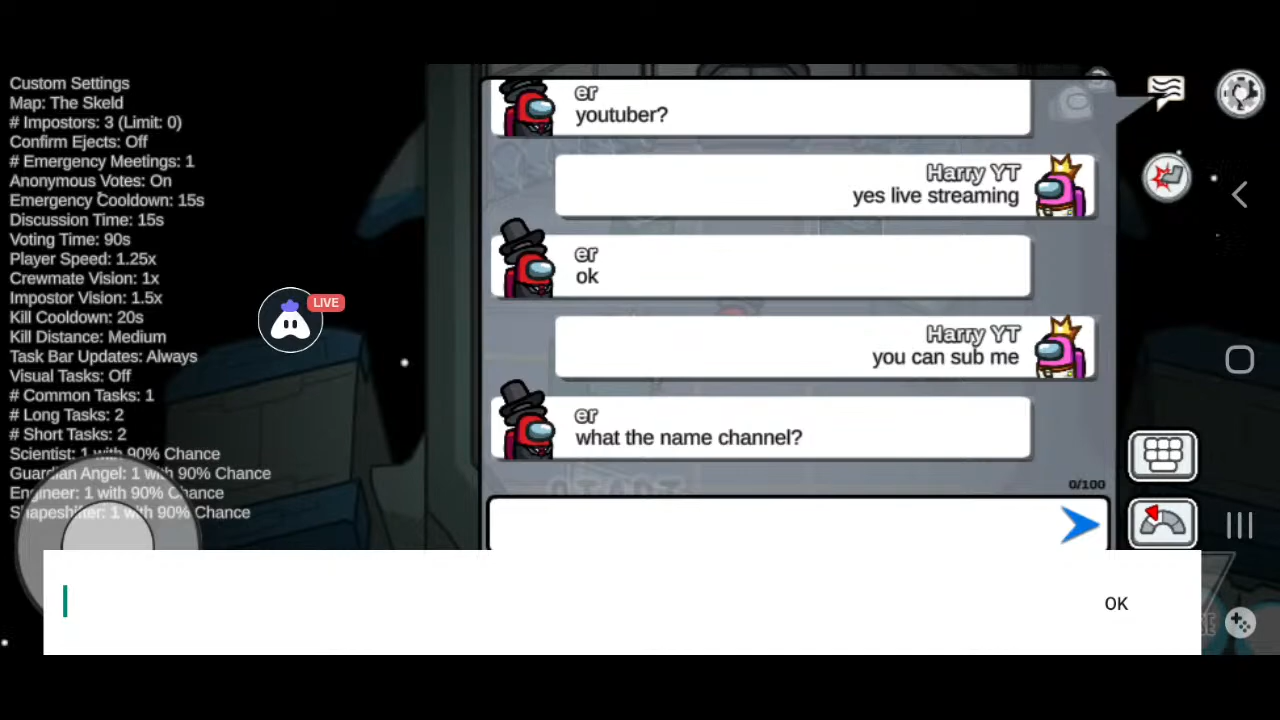 Custom Settings
Map: The Skeld
# Impostors: 3 (Limit: 0)
Confirm Ejects: Off
# Emergency Meetings: 1
Anonymous Votes: On
Emergency Cooldown: 15s
Discussion Time: 15s
Voting Time: 90s
Player Speed: 1.25x
Crewmate Vision: 1x
Impostor Vision: 1.5x
Kill Cooldown: 20s
Kill Distance: Medium
Task Bar Updates: Always
Visual Tasks: Off
# Common Tasks: 1
# Long Tasks: 2
# Short Tasks: 2
Scientist: 1 with 90% Chance
Guardian Angel: 1 with 90% Chance
Engineer: 1 with 90% Chance
Shapeshifter: 1 with 90% Chance
LIVE
er
youtuber?
Harry YT
yes live streaming
er
ok
Harry YT
you can sub me
er
what the name channel?
0/100
OK